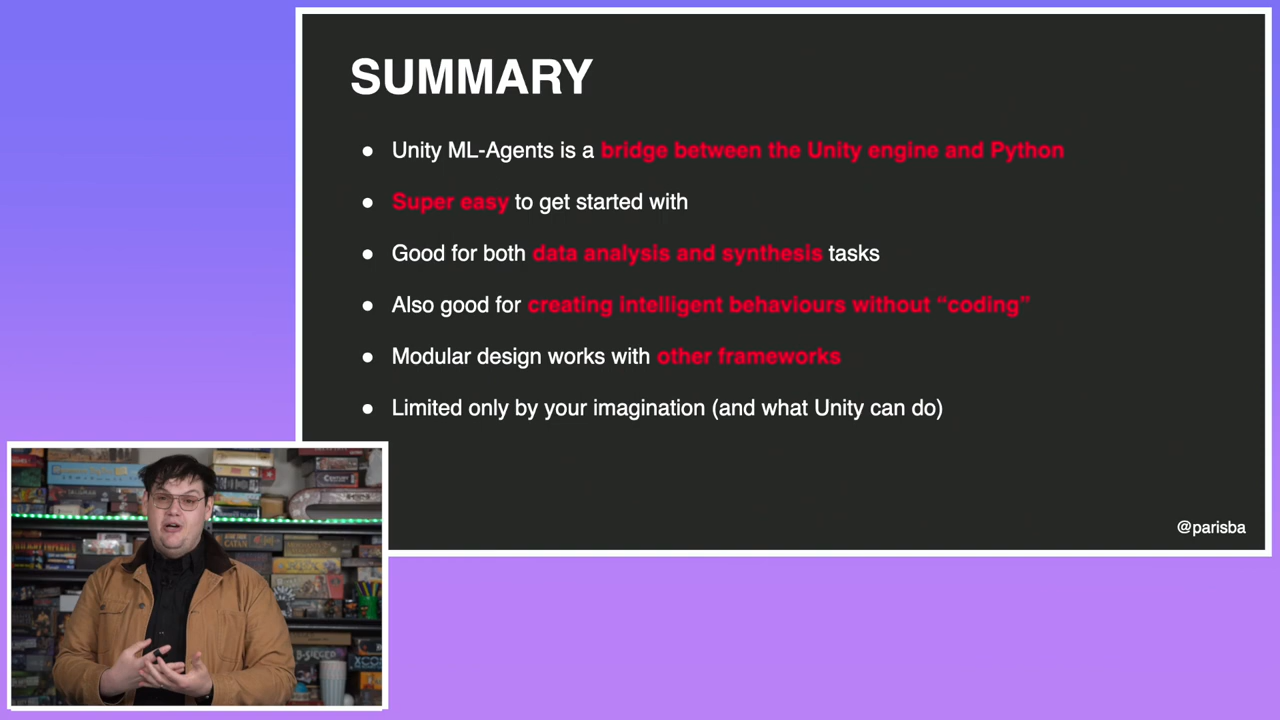 SUMMARY
● Unity ML-Agents is a bridge between the Unity engine and Python
● Super easy to get started with
● Good for both data analysis and synthesis tasks
● Also good for creating intelligent behaviours without “coding”
● Modular design works with other frameworks
● Limited only by your imagination (and what Unity can do)
@parisba
CATAN
XCOM